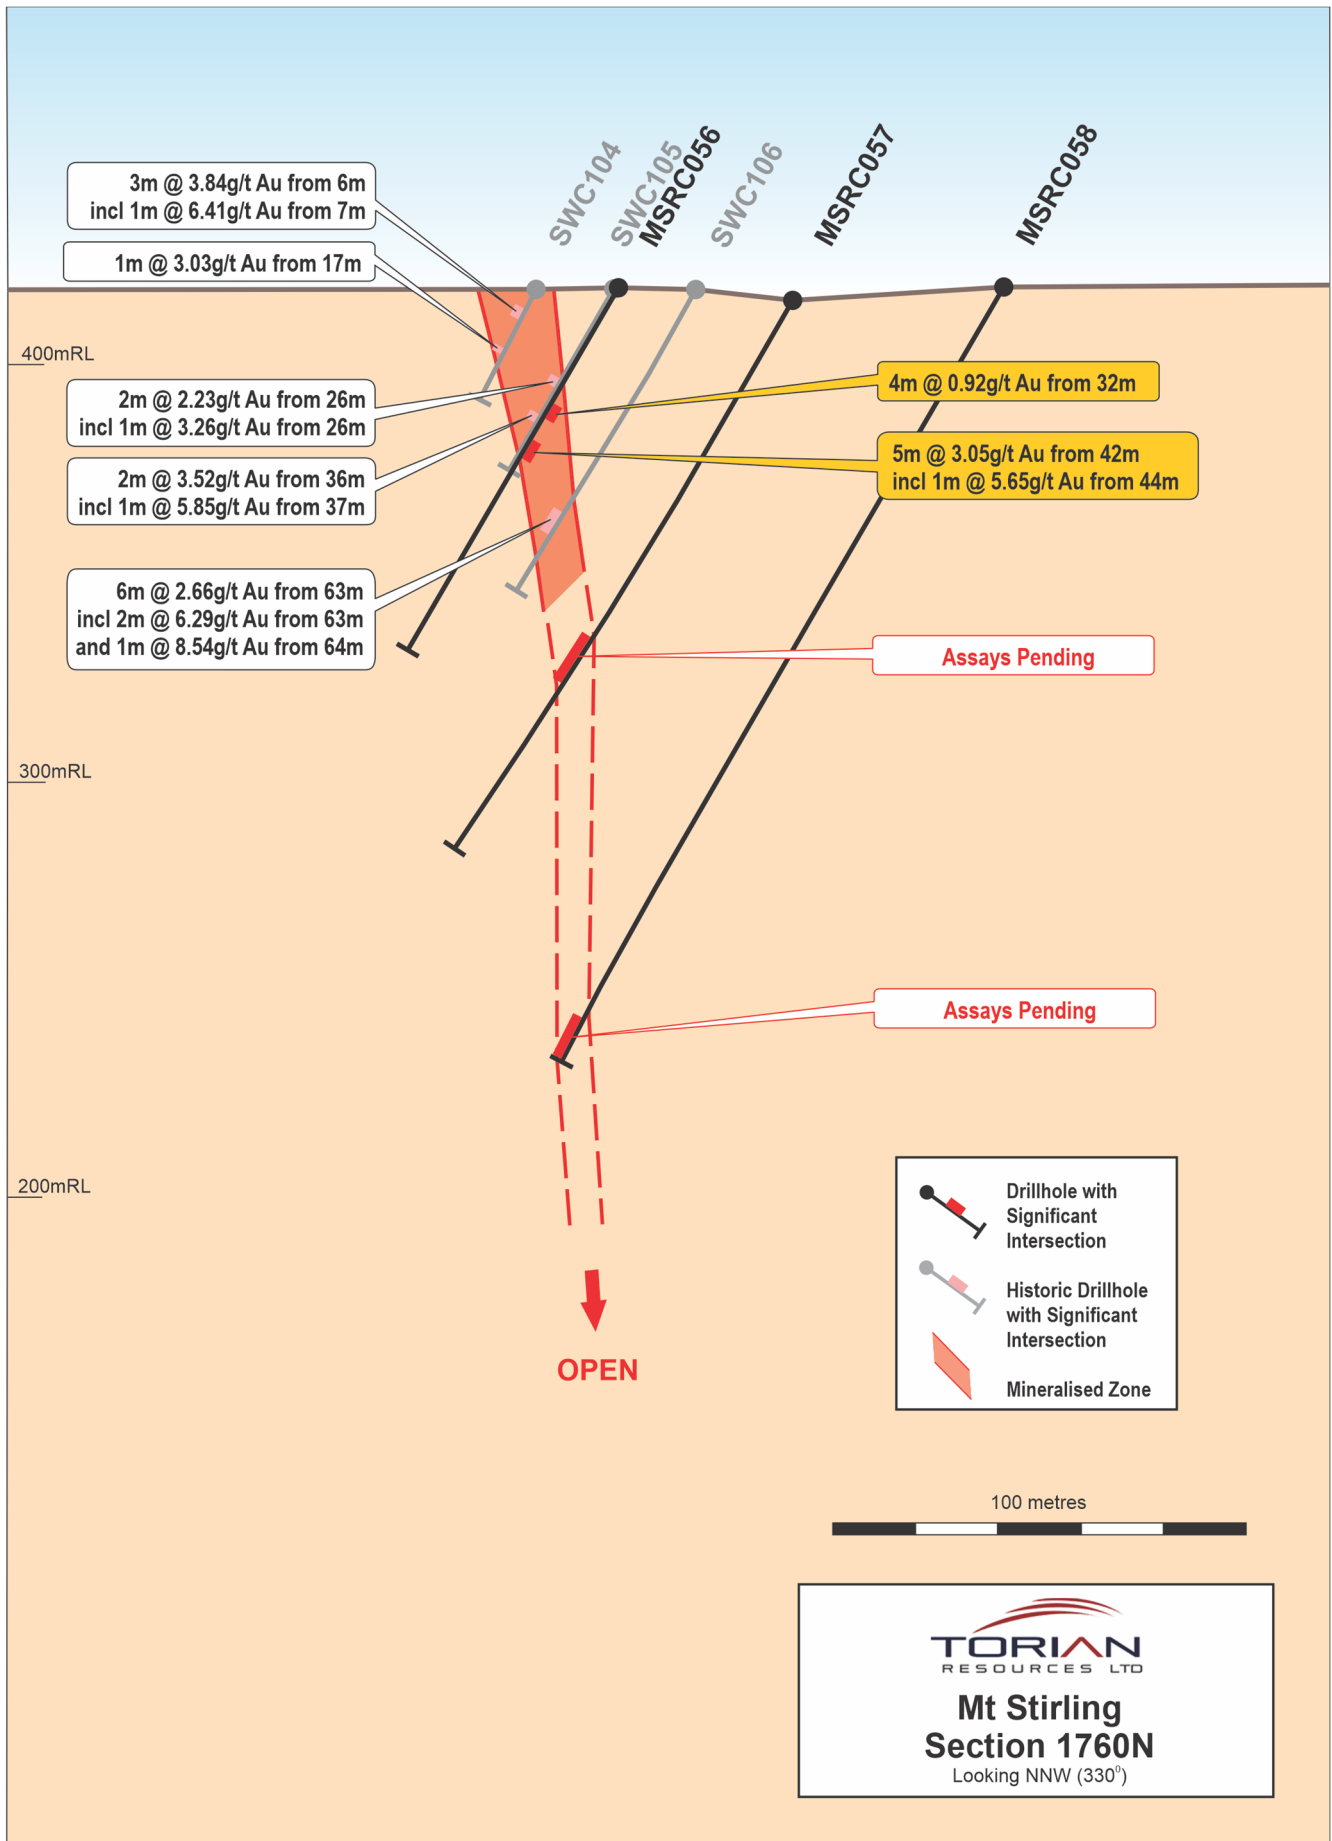 SWC104
SWC105
MSRC056
SWC106
MSRC057
MSRC058
3m @ 3.84g/t Au from 6m
incl 1m @ 6.41g/t Au from 7m
1m @ 3.03g/t Au from 17m
400mRL
2m @ 2.23g/t Au from 26m
incl 1m @ 3.26g/t Au from 26m
4m @ 0.92g/t Au from 32m
5m @ 3.05g/t Au from 42m
incl 1m @ 5.65g/t Au from 44m
2m @ 3.52g/t Au from 36m
incl 1m @ 5.85g/t Au from 37m
6m @ 2.66g/t Au from 63m
incl 2m @ 6.29g/t Au from 63m
and 1m @ 8.54g/t Au from 64m
Assays Pending
300mRL
Assays Pending
200mRL
OPEN
Drillhole with
Significant
Intersection
Historic Drillhole
with Significant
Intersection
Mineralised Zone
100 metres
TORIAN
RESOURCES LTD
Mt Stirling
Section 1760N
Looking NNW (330⁰)